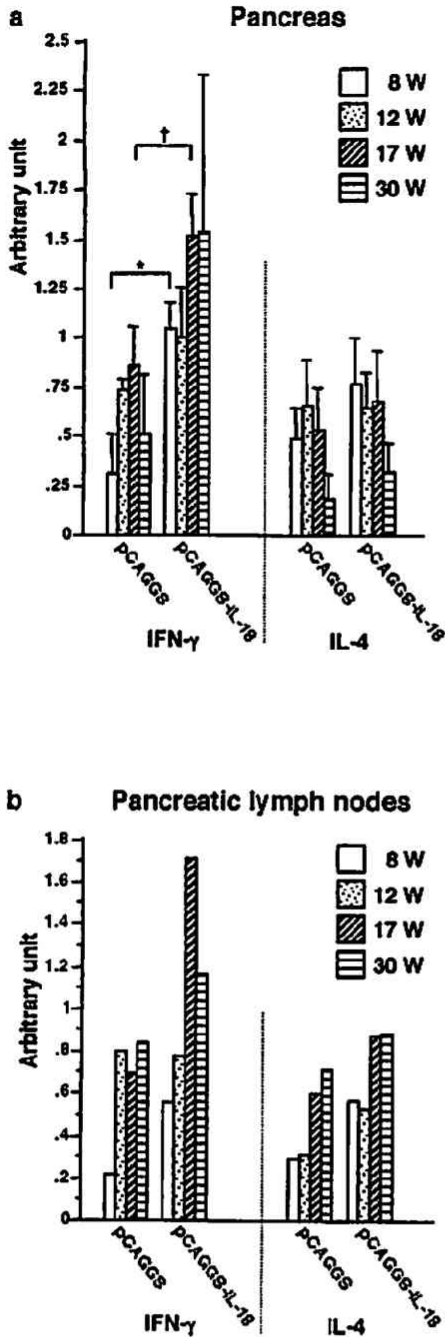 a
Pancreas
Arbitrary unit
2.5
2.25
2
1.75
1.5
1.25
1
.75
.5
.25
0
8 W
12 W
17 W
30 W
*
†
pCAGGS
pCAGGS-IL-18
pCAGGS
pCAGGS-IL-18
IFN-γ
IL-4
b
Pancreatic lymph nodes
Arbitrary unit
1.8
1.6
1.4
1.2
1
.8
.6
.4
.2
0
8 W
12 W
17 W
30 W
pCAGGS
pCAGGS-IL-18
pCAGGS
pCAGGS-IL-18
IFN-γ
IL-4